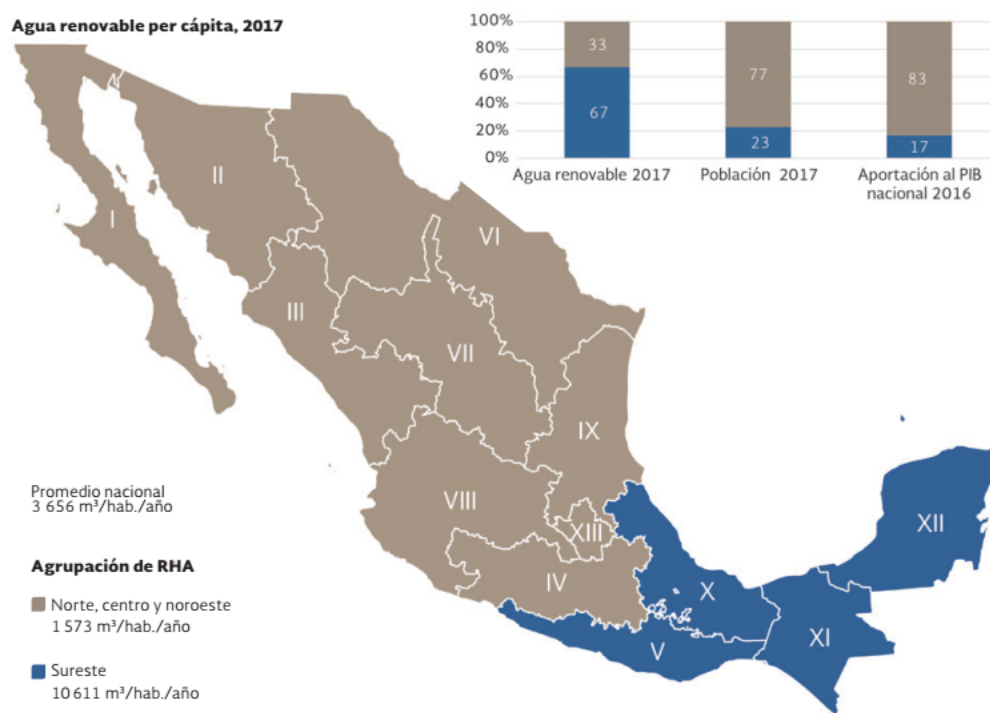 Agua renovable per cápita, 2017
100%
80%
60%
40%
20%
0%
33
67
77
23
83
17
Agua renovable 2017
Población 2017
Aportación al PIB
nacional 2016
I
II
III
VI
VII
IX
VIII
XIII
IV
X
V
XI
XII
Promedio nacional
3 656 m³/hab./año
Agrupación de RHA
Norte, centro y noroeste
1 573 m³/hab./año
Sureste
10 611 m³/hab./año